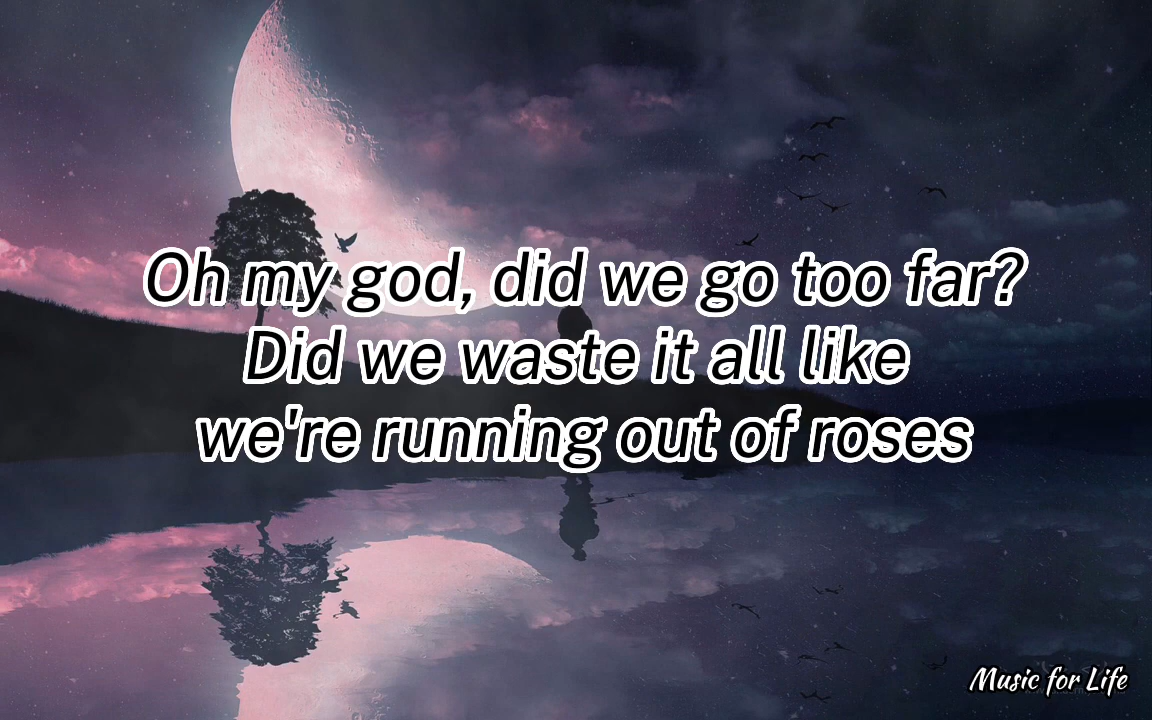 Oh my god, did we go too far?
Did we waste it all like
we're running out of roses
Music for Life